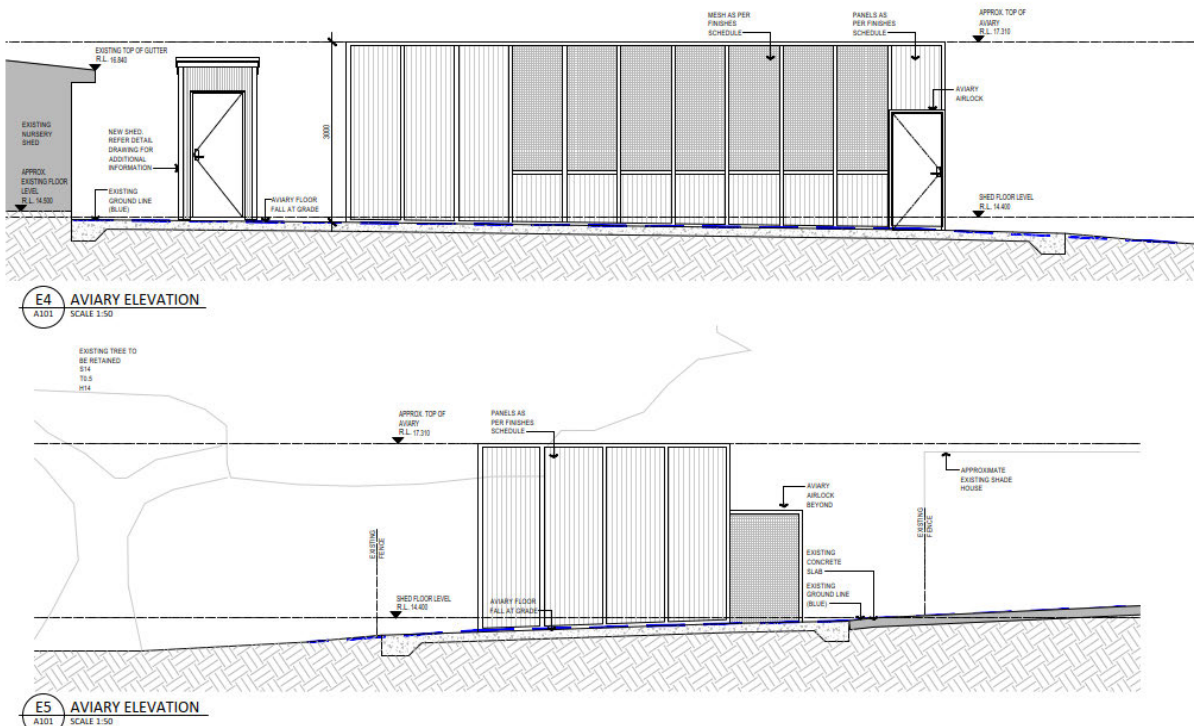 MESH AS PER
FINISHES
SCHEDULE
PANELS AS
PER FINISHES
SCHEDULE
APPROX. TOP OF
AVIARY
R.L. 17.310
EXISTING TOP OF GUTTER
R.L. 16.840
AVIARY
AIRLOCK
EXISTING
NURSERY
SHED
NEW SHED.
REFER DETAIL
DRAWING FOR
ADDITIONAL
INFORMATION
3000
APPROX.
EXISTING FLOOR
LEVEL
R.L. 14.500
EXISTING
GROUND LINE
(BLUE)
AVIARY FLOOR
FALL AT GRADE
SHED FLOOR LEVEL
R.L. 14.400
E4
A101
AVIARY ELEVATION
SCALE 1:50
EXISTING TREE TO
BE RETAINED
S14
T0.5
H14
APPROX. TOP OF
AVIARY
R.L. 17.310
PANELS AS
PER FINISHES
SCHEDULE
APPROXIMATE
EXISTING SHADE
HOUSE
AVIARY
AIRLOCK
BEYOND
EXISTING
FENCE
EXISTING
FENCE
EXISTING
CONCRETE
SLAB
EXISTING
GROUND LINE
(BLUE)
SHED FLOOR LEVEL
R.L. 14.400
AVIARY FLOOR
FALL AT GRADE
E5
A101
AVIARY ELEVATION
SCALE 1:50